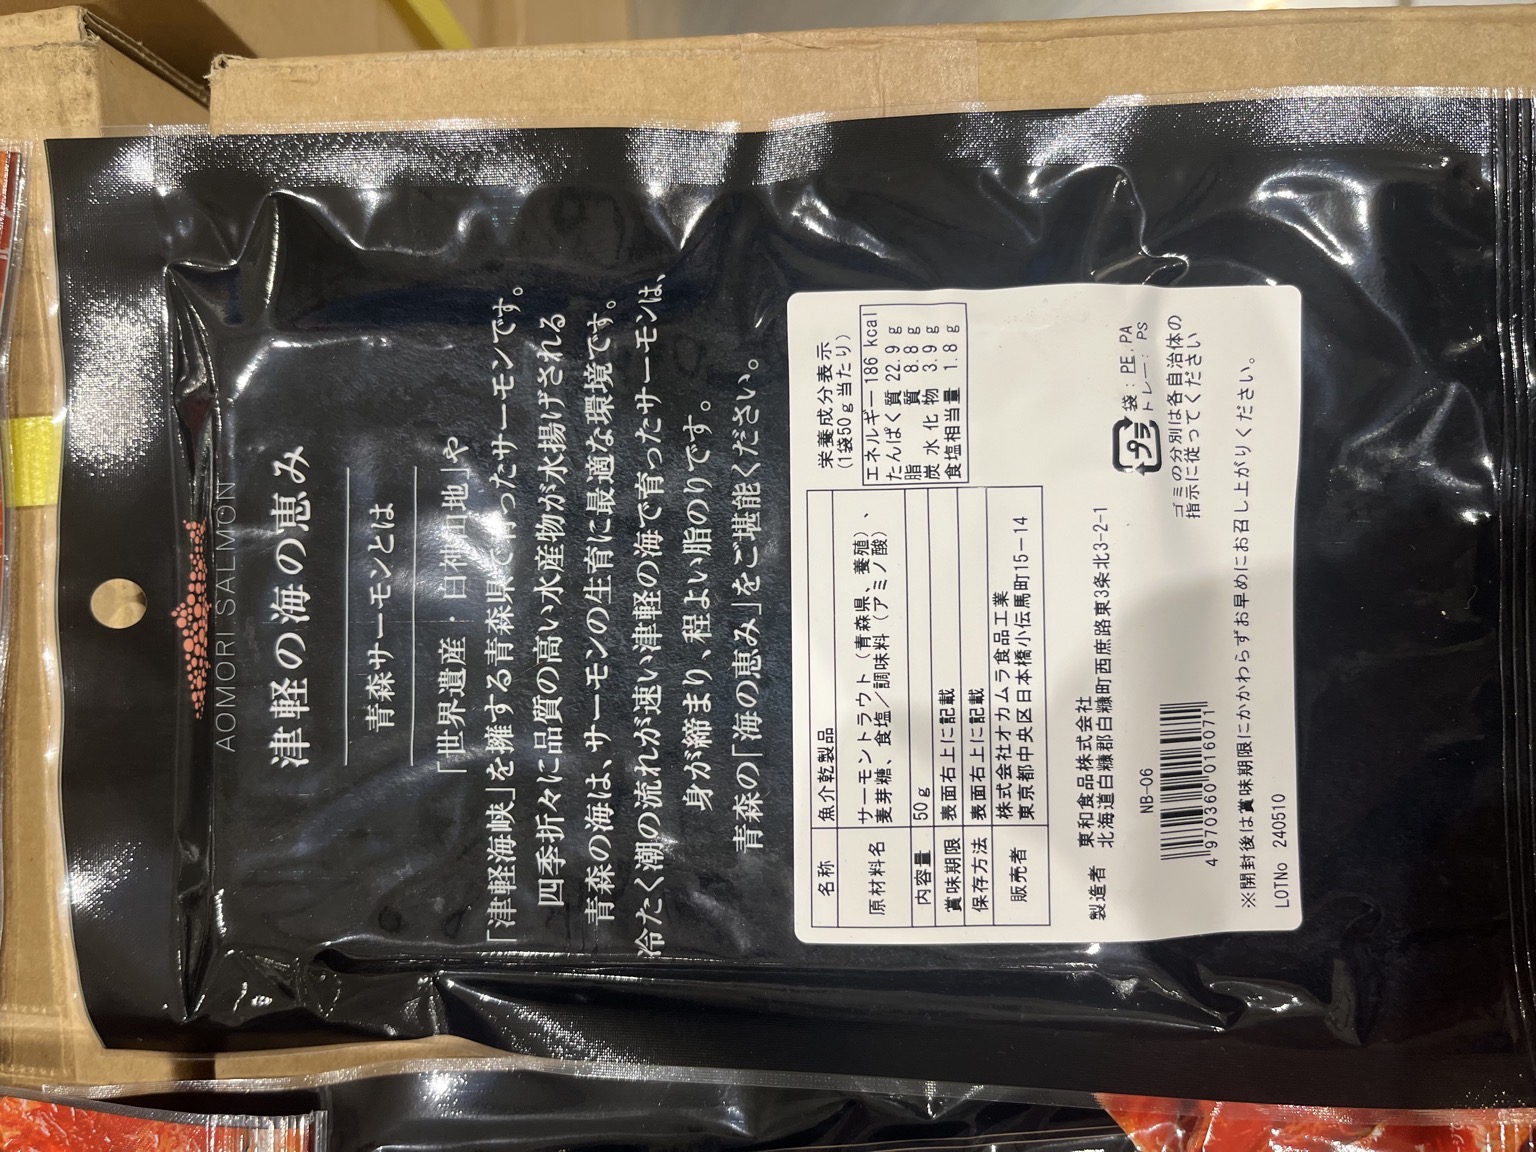 AOMORI SALMON
津軽の海の恵み
青森サーモンとは
「世界遺産・白神山地」や
「津軽海峡」を擁する青森県で育ったサーモンです。
四季折々に品質の高い水産物が水揚げされる
青森の海は、サーモンの生育に最適な環境です。
冷たく潮の流れが速い津軽の海で育ったサーモンは、
身が締まり、程よい脂のりです。
青森の「海の恵み」をご堪能ください。
名称 魚介乾製品
原材料名 サーモントラウト（青森県、養殖）、
麦芽糖、食塩／調味料（アミノ酸）
内容量 50g
賞味期限 表面右上に記載
保存方法 表面右上に記載
販売者 株式会社オカムラ食品工業
東京都中央区日本橋小伝馬町15－14
栄養成分表示
（1袋50g当たり）
エネルギー 186 kcal
たんぱく質 22.9 g
脂質 8.8 g
炭水化物 3.9 g
食塩相当量 1.8 g
製造者 東和食品株式会社
北海道白糠郡白糠町西庶路東3条北3-2-1
NB-06
4 970360 016071
プラ
袋：PE,PA
トレー：PS
ゴミの分別は各自治体の
指示に従ってください
※開封後は賞味期限にかかわらずお早めにお召し上がりください。
LOTNo 240510